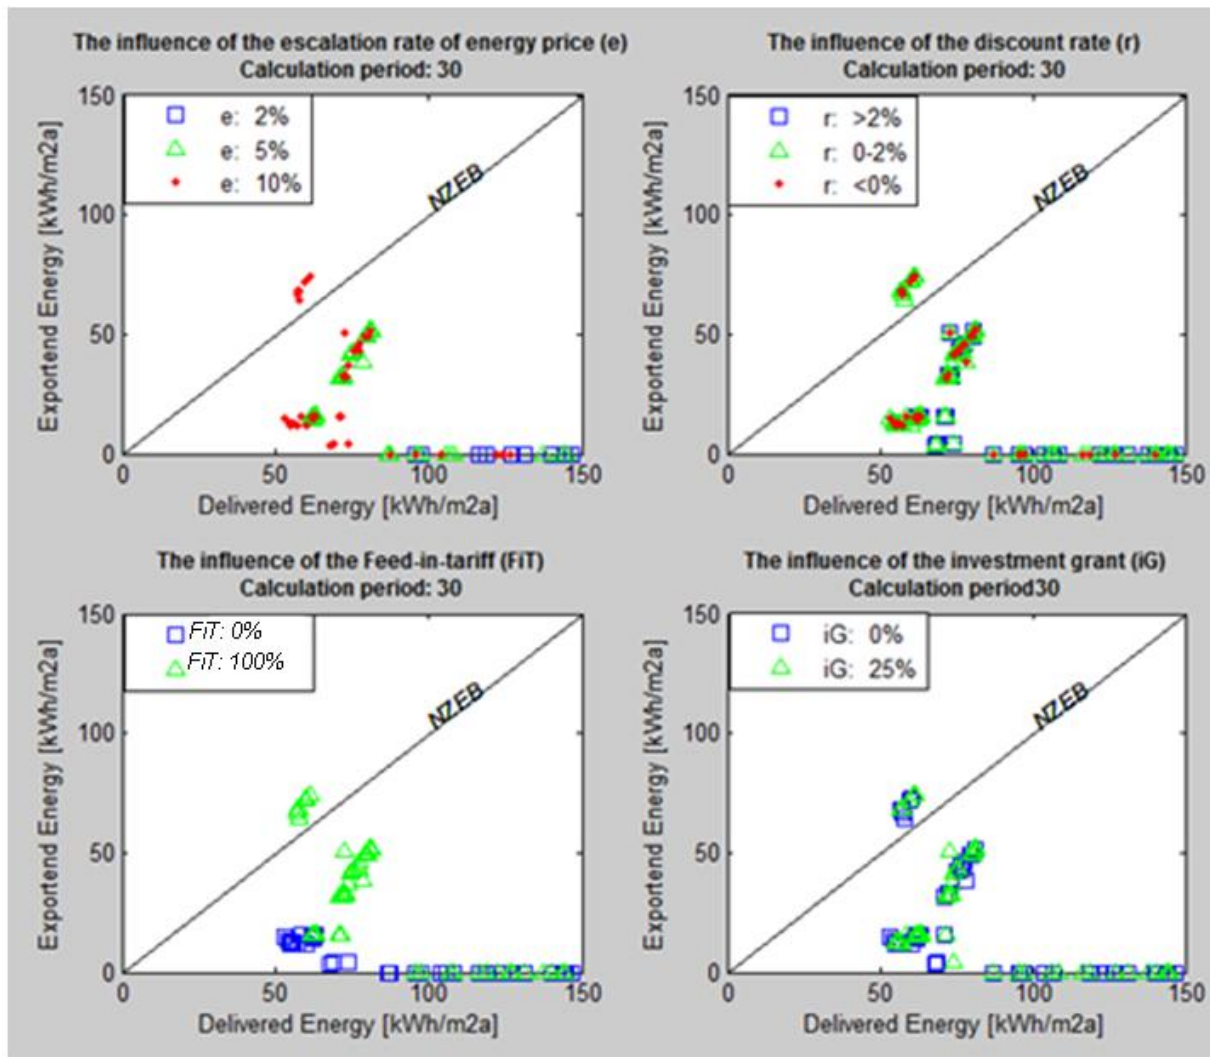 The influence of the escalation rate of energy price (e)
Calculation period: 30
150
100
50
0
Exportend Energy [kWh/m2a]
e: 2%
e: 5%
e: 10%
NZEB
0
50
100
150
Delivered Energy [kWh/m2a]
The influence of the discount rate (r)
Calculation period: 30
150
100
50
0
Exportend Energy [kWh/m2a]
r: >2%
r: 0-2%
r: <0%
NZEB
0
50
100
150
Delivered Energy [kWh/m2a]
The influence of the Feed-in-tariff (FiT)
Calculation period: 30
150
100
50
0
Exportend Energy [kWh/m2a]
FiT: 0%
FiT: 100%
NZEB
0
50
100
150
Delivered Energy [kWh/m2a]
The influence of the investment grant (iG)
Calculation period30
150
100
50
0
Exportend Energy [kWh/m2a]
iG: 0%
iG: 25%
NZEB
0
50
100
150
Delivered Energy [kWh/m2a]